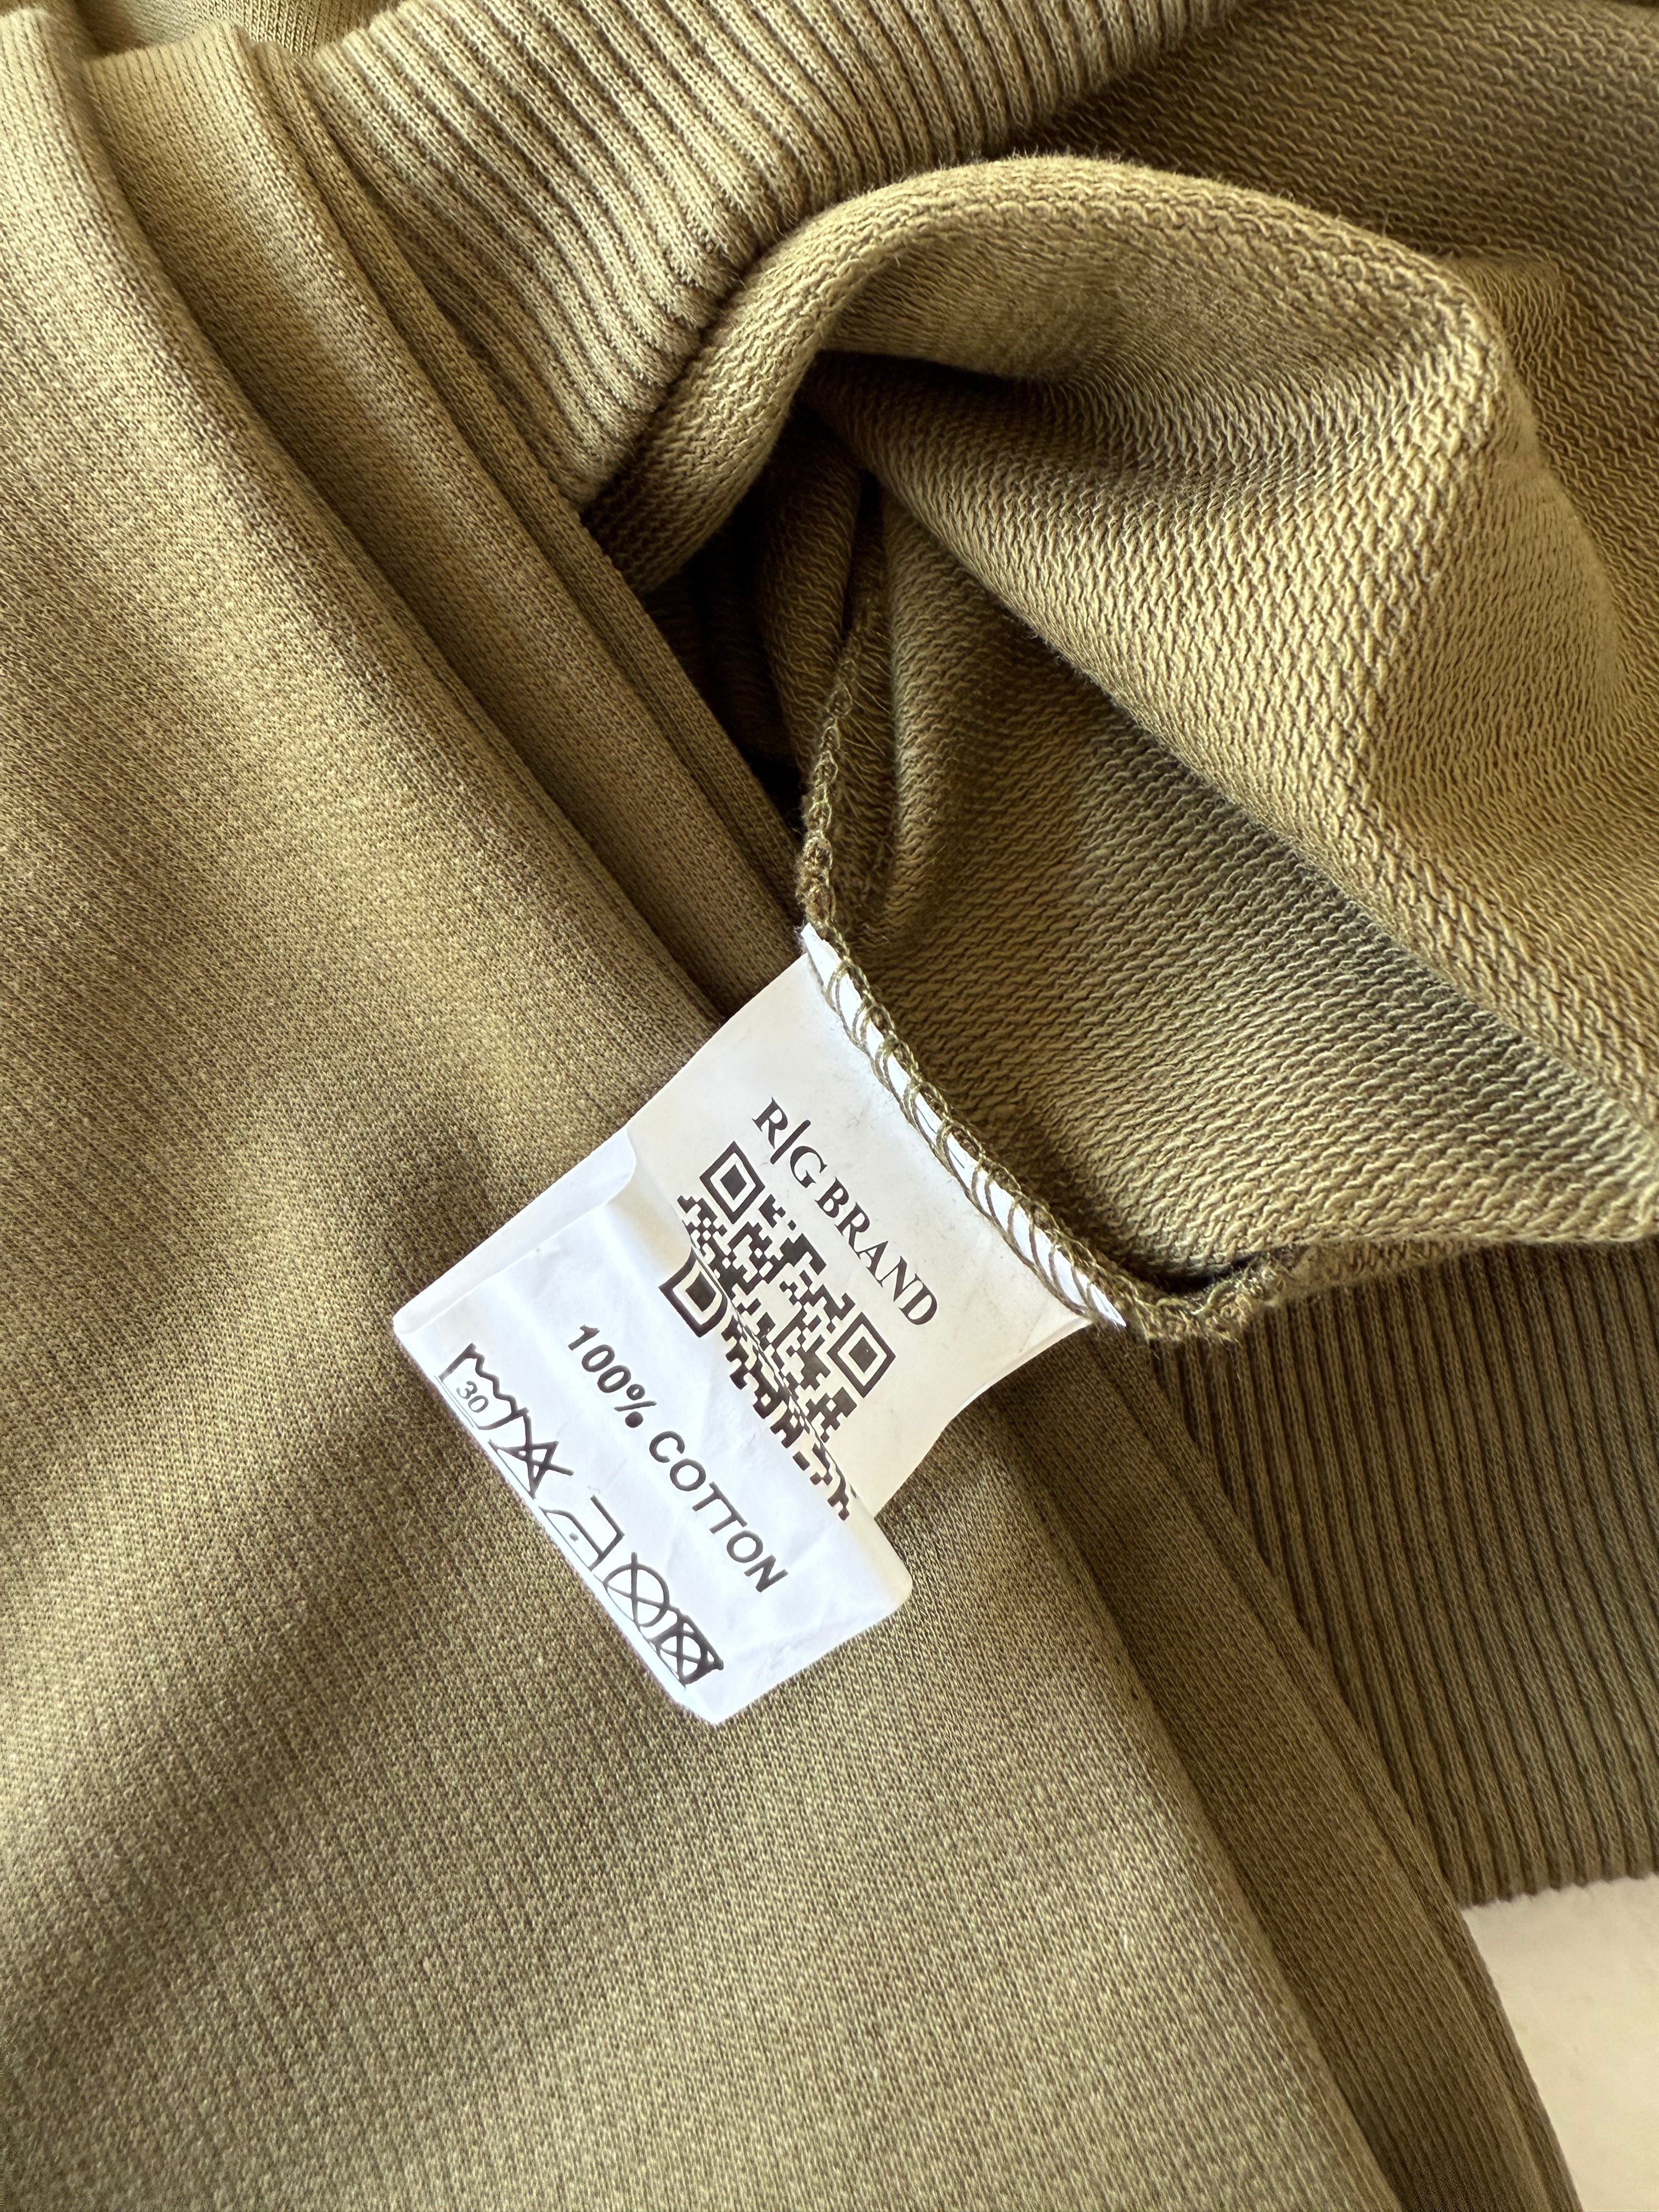 R|G BRAND
100% COTTON
30